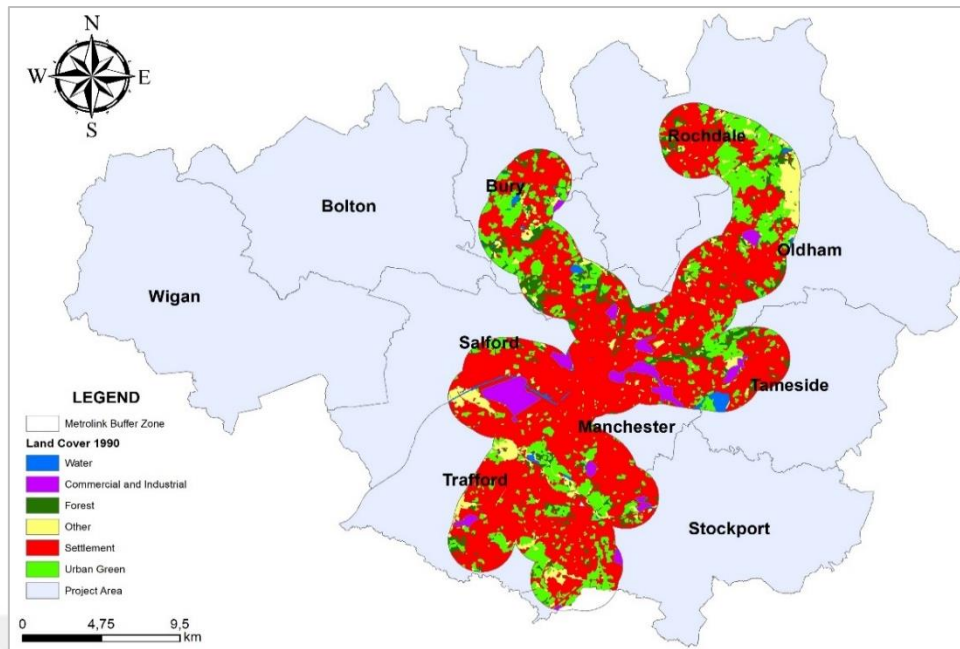 N
W E
S
Rochdale
Bury
Bolton
Oldham
Wigan
Salford
Tameside
Manchester
Trafford
Stockport
LEGEND
Metrolink Buffer Zone
Land Cover 1990
Water
Commercial and Industrial
Forest
Other
Settlement
Urban Green
Project Area
0 4,75 9,5
km